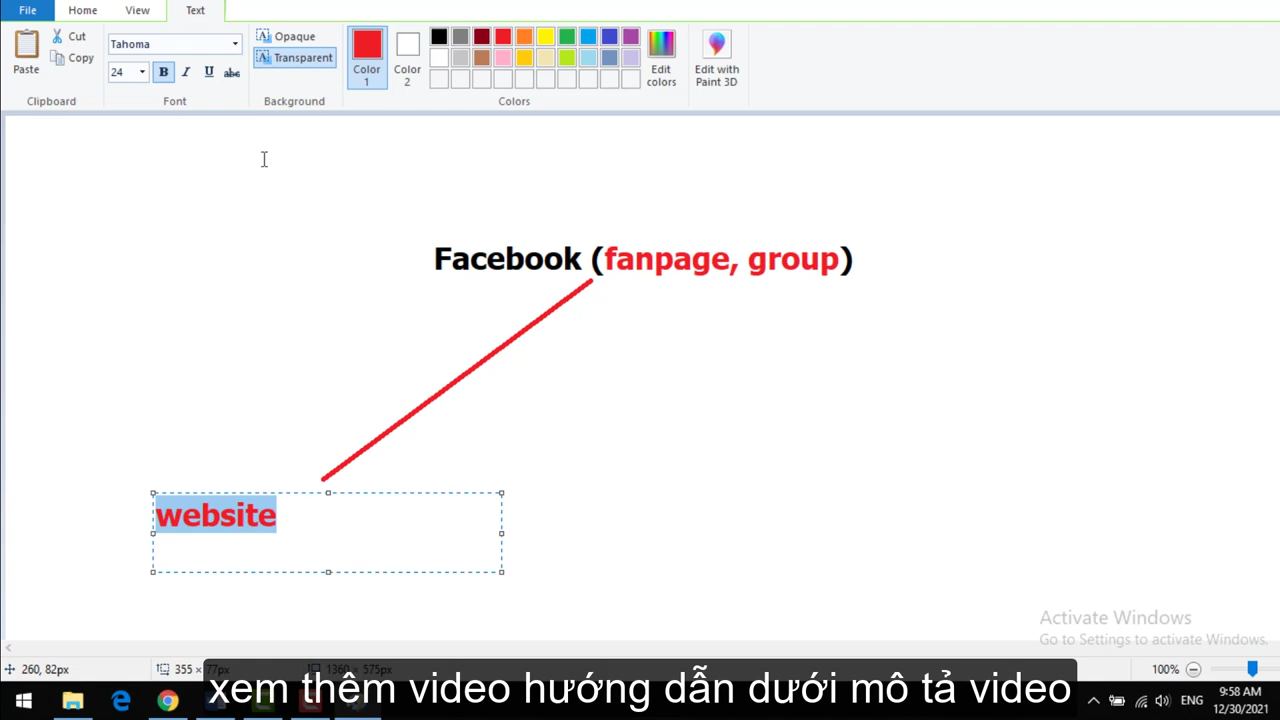 File Home View Text
Tahoma
24
B I U abc
Paste
Cut
Copy
Clipboard
Font
Opaque
Transparent
Background
Color 1
Color 2
Edit colors
Colors
Edit with Paint 3D
Facebook (fanpage, group)
website
Activate Windows
Go to Settings to activate Windows.
260, 82px
355 × 77px
1360 × 575px
100%
xem thêm video hướng dẫn dưới mô tả video
ENG
9:58 AM
12/30/2021